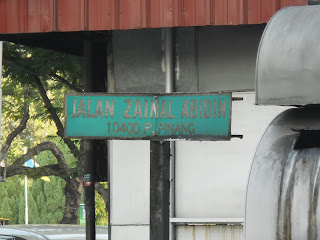 JALAN ZAINAL ABIDIN
10400 P. PINANG